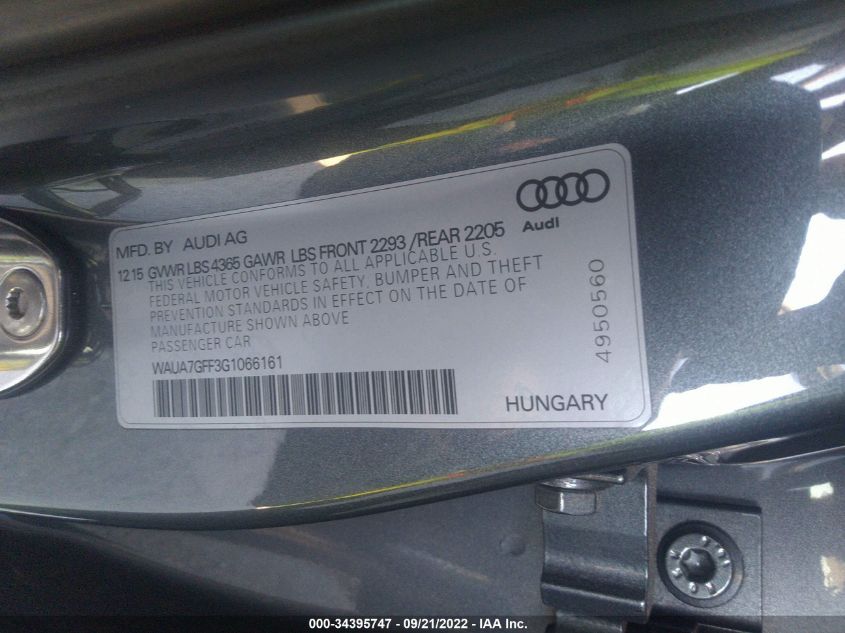 MFD. BY AUDI AG
12 15 GVWR LBS 4365 GAWR LBS FRONT 2293 /REAR 2205
THIS VEHICLE CONFORMS TO ALL APPLICABLE U.S.
FEDERAL MOTOR VEHICLE SAFETY, BUMPER AND THEFT
PREVENTION STANDARDS IN EFFECT ON THE DATE OF
MANUFACTURE SHOWN ABOVE
PASSENGER CAR
WAUA7GFF3G1066161
Audi
4950560
HUNGARY
000-34395747 - 09/21/2022 - IAA Inc.